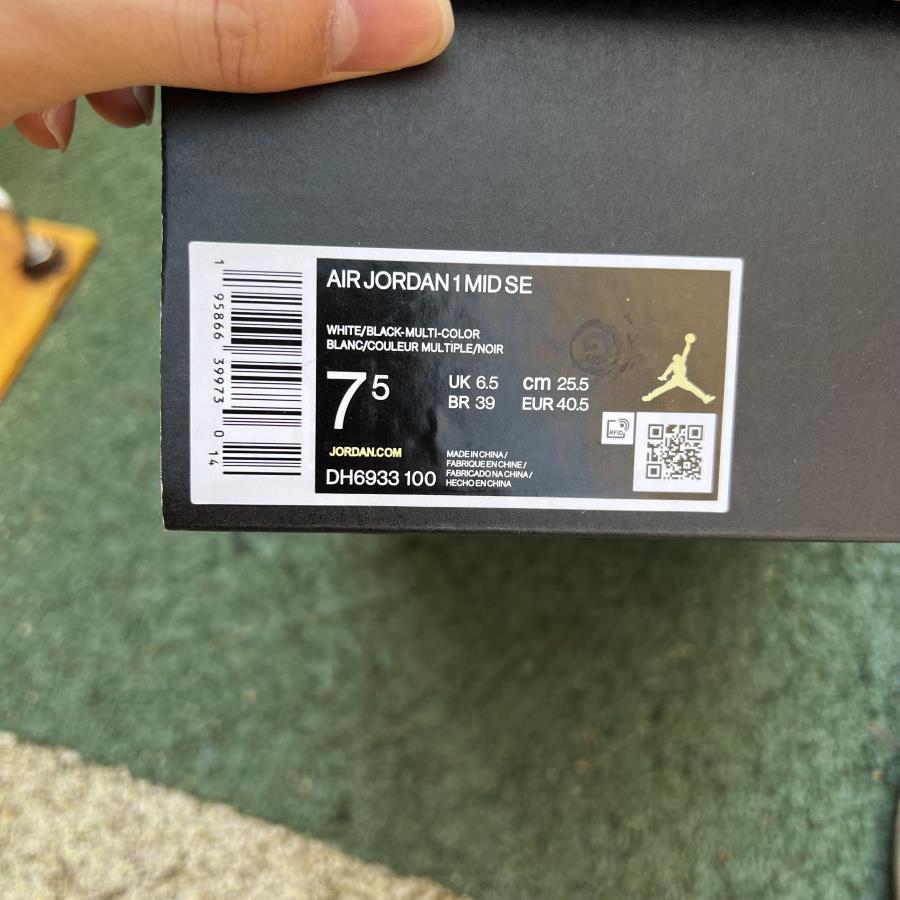 1 95866 39973 0 14
AIR JORDAN 1 MID SE
WHITE/BLACK-MULTI-COLOR
BLANC/COULEUR MULTIPLE/NOIR
7 5
UK 6.5 cm 25.5
BR 39 EUR 40.5
RFID
JORDAN.COM
DH6933 100
MADE IN CHINA /
FABRIQUE EN CHINE /
FABRICADO NA CHINA /
HECHO EN CHINA
G